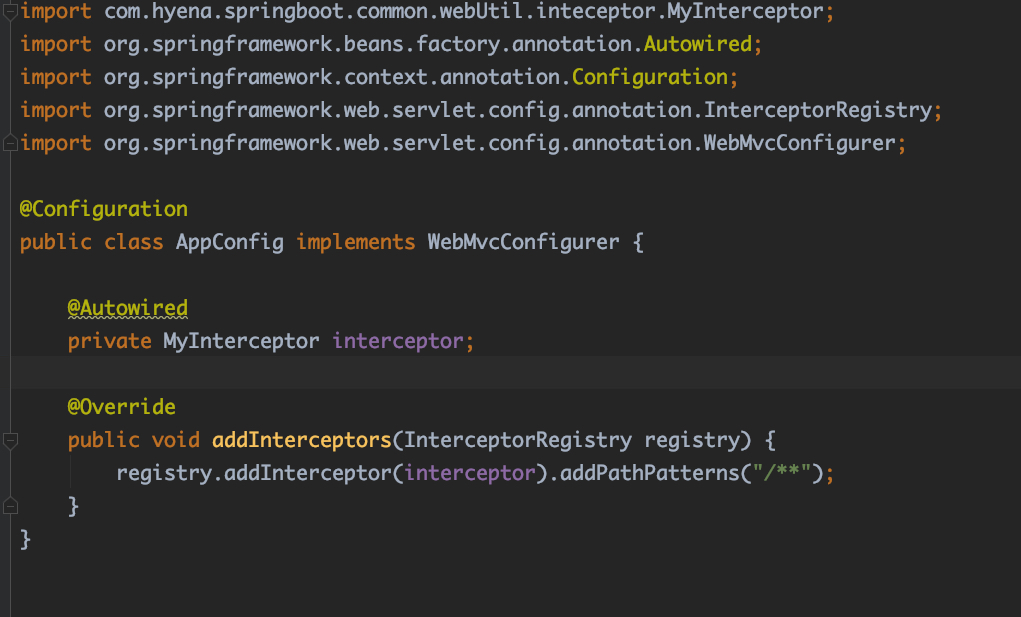 import com.hyena.springboot.common.webUtil.inteceptor.MyInterceptor;
import org.springframework.beans.factory.annotation.Autowired;
import org.springframework.context.annotation.Configuration;
import org.springframework.web.servlet.config.annotation.InterceptorRegistry;
import org.springframework.web.servlet.config.annotation.WebMvcConfigurer;
@Configuration
public class AppConfig implements WebMvcConfigurer {
@Autowired
private MyInterceptor interceptor;
@Override
public void addInterceptors(InterceptorRegistry registry) {
registry.addInterceptor(interceptor).addPathPatterns("/**");
}
}